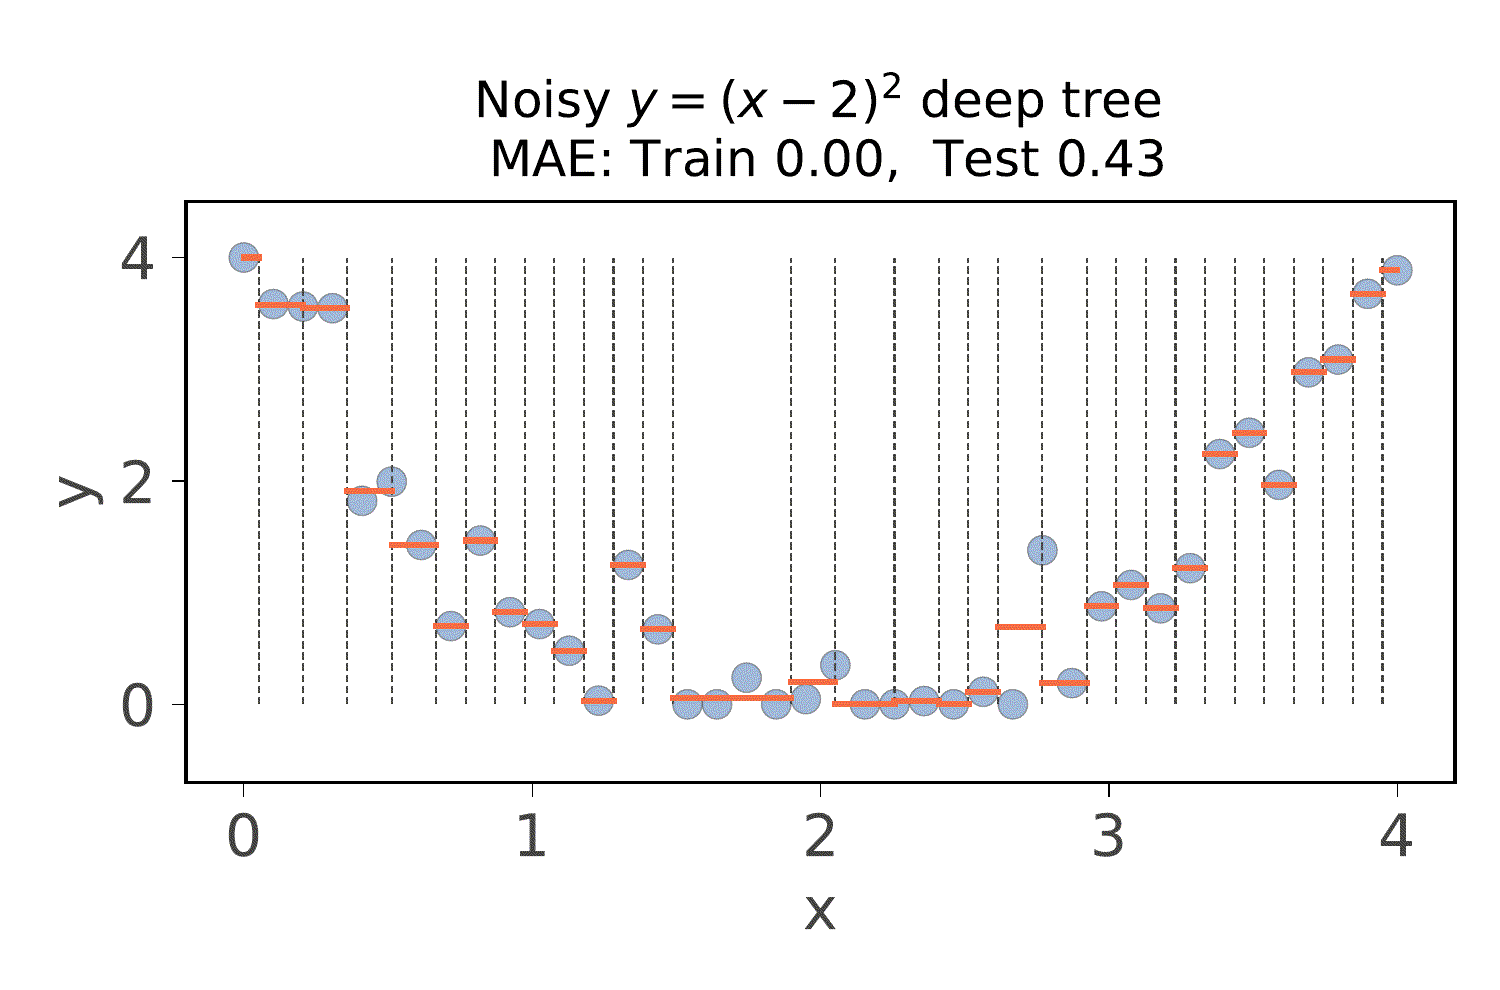 Noisy y = (x − 2)² deep tree
MAE: Train 0.00, Test 0.43
4
2
0
y
0 1 2 3 4
x